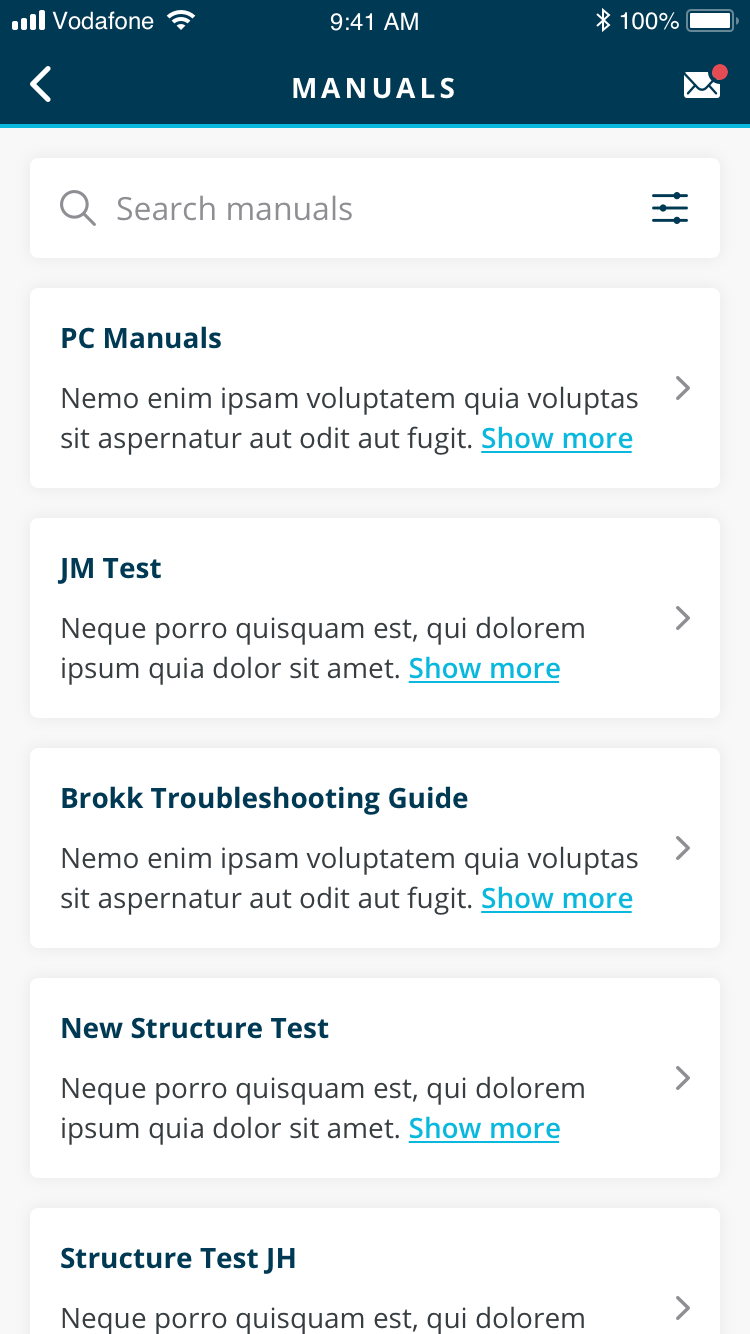 Vodafone 9:41 AM 100%
MANUALS
Search manuals
PC Manuals
Nemo enim ipsam voluptatem quia voluptas
sit aspernatur aut odit aut fugit. Show more
JM Test
Neque porro quisquam est, qui dolorem
ipsum quia dolor sit amet. Show more
Brokk Troubleshooting Guide
Nemo enim ipsam voluptatem quia voluptas
sit aspernatur aut odit aut fugit. Show more
New Structure Test
Neque porro quisquam est, qui dolorem
ipsum quia dolor sit amet. Show more
Structure Test JH
Neque porro quisquam est, qui dolorem